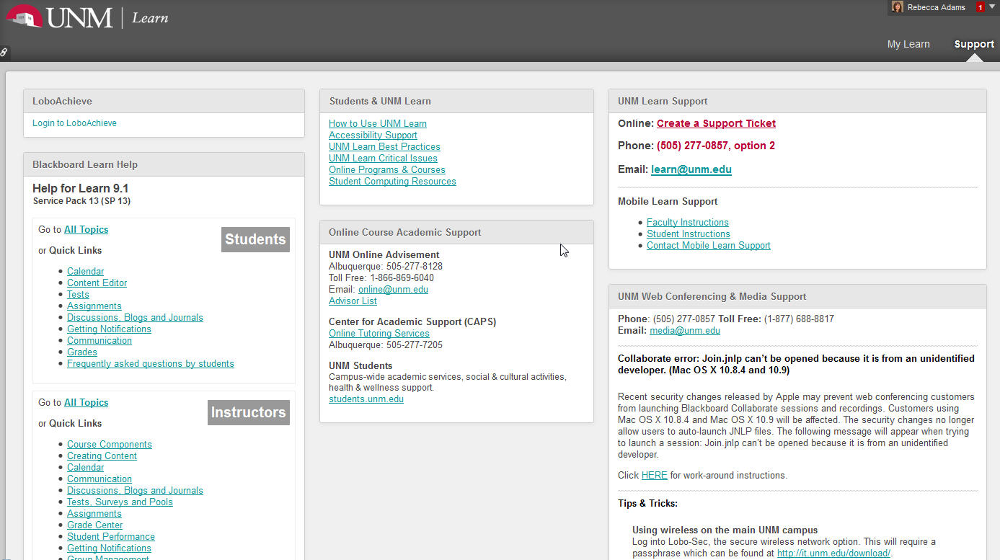 UNM Learn
Rebecca Adams 1
My Learn Support
LoboAchieve
Login to LoboAchieve
Blackboard Learn Help
Help for Learn 9.1
Service Pack 13 (SP 13)
Go to All Topics
Students
or Quick Links
Calendar
Content Editor
Tests
Assignments
Discussions, Blogs and Journals
Getting Notifications
Communication
Grades
Frequently asked questions by students
Go to All Topics
Instructors
or Quick Links
Course Components
Creating Content
Calendar
Communication
Discussions, Blogs and Journals
Tests, Surveys and Pools
Assignments
Grade Center
Student Performance
Getting Notifications
Group Management
Students & UNM Learn
How to Use UNM Learn
Accessibility Support
UNM Learn Best Practices
UNM Learn Critical Issues
Online Programs & Courses
Student Computing Resources
Online Course Academic Support
UNM Online Advisement
Albuquerque: 505-277-8128
Toll Free: 1-866-869-6040
Email: online@unm.edu
Advisor List
Center for Academic Support (CAPS)
Online Tutoring Services
Albuquerque: 505-277-7205
UNM Students
Campus-wide academic services, social & cultural activities,
health & wellness support.
students.unm.edu
UNM Learn Support
Online: Create a Support Ticket
Phone: (505) 277-0857, option 2
Email: learn@unm.edu
Mobile Learn Support
Faculty Instructions
Student Instructions
Contact Mobile Learn Support
UNM Web Conferencing & Media Support
Phone: (505) 277-0857 Toll Free: (1-877) 688-8817
Email: media@unm.edu
Collaborate error: Join.jnlp can't be opened because it is from an unidentified
developer. (Mac OS X 10.8.4 and 10.9)
Recent security changes released by Apple may prevent web conferencing customers
from launching Blackboard Collaborate sessions and recordings. Customers using
Mac OS X 10.8.4 and Mac OS X 10.9 will be affected. The security changes no longer
allow users to auto-launch JNLP files. The following message will appear when trying
to launch a session: Join.jnlp can't be opened because it is from an unidentified
developer.
Click HERE for work-around instructions.
Tips & Tricks:
Using wireless on the main UNM campus
Log into Lobo-Sec, the secure wireless network option. This will require a
passphrase which can be found at http://it.unm.edu/download/.